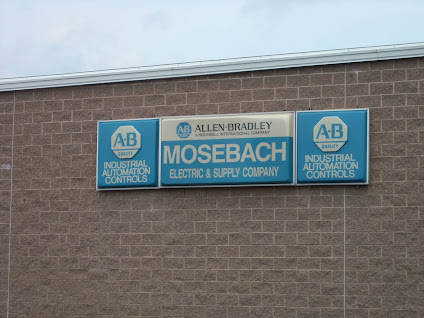 A-B
QUALITY
INDUSTRIAL
AUTOMATION
CONTROLS
AB ALLEN-BRADLEY
A ROCKWELL INTERNATIONAL COMPANY
MOSEBACH
ELECTRIC & SUPPLY COMPANY
A-B
QUALITY
INDUSTRIAL
AUTOMATION
CONTROLS